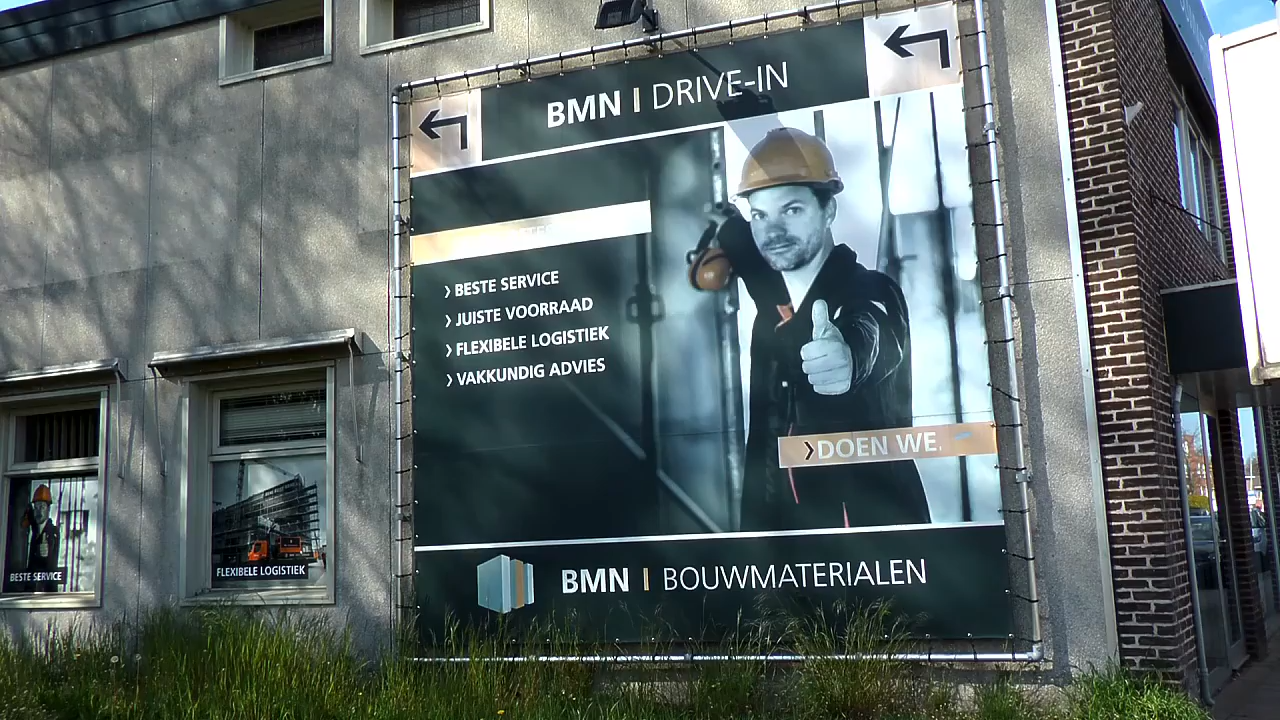 BMN | DRIVE-IN
› BESTE SERVICE
› JUISTE VOORRAAD
› FLEXIBELE LOGISTIEK
› VAKKUNDIG ADVIES
›DOEN WE.
BMN | BOUWMATERIALEN
BESTE SERVICE
FLEXIBELE LOGISTIEK